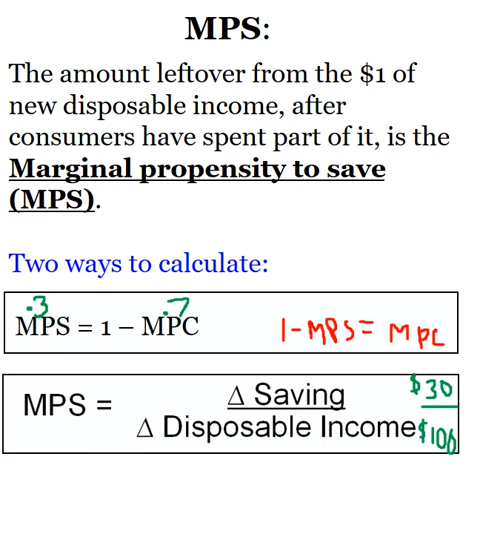 MPS:
The amount leftover from the $1 of
new disposable income, after
consumers have spent part of it, is the
Marginal propensity to save
(MPS).
Two ways to calculate:
.3 .7
MPS = 1 – MPC 1-MPS= MPC
MPS = Δ Saving $30
Δ Disposable Income $100